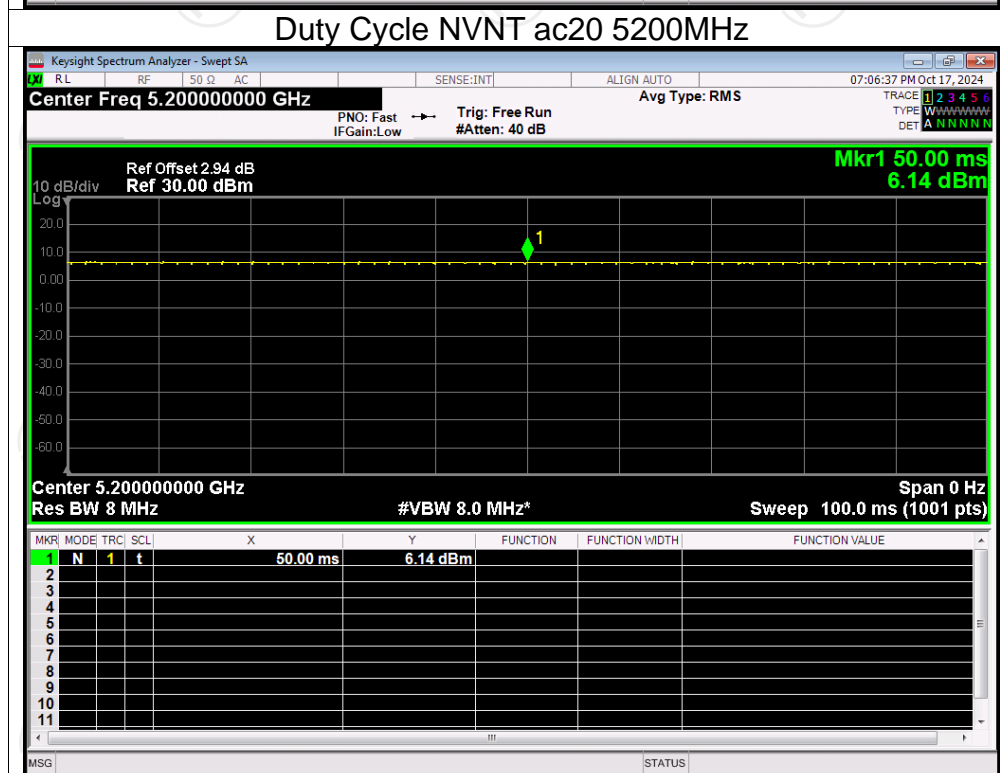 Duty Cycle NVNT ac20 5200MHz
Keysight Spectrum Analyzer - Swept SA
LXI RL RF 50 Ω AC SENSE:INT ALIGN AUTO 07:06:37 PM Oct 17, 2024
Center Freq 5.200000000 GHz Avg Type: RMS TRACE 1 2 3 4 5 6
PNO: Fast Trig: Free Run TYPE WWWWWW
IFGain:Low #Atten: 40 dB DET A N N N N N
Mkr1 50.00 ms
Ref Offset 2.94 dB
10 dB/div Ref 30.00 dBm 6.14 dBm
Log
20.0
1
10.0
0.00
-10.0
-20.0
-30.0
-40.0
-50.0
-60.0
Center 5.200000000 GHz Span 0 Hz
Res BW 8 MHz #VBW 8.0 MHz* Sweep 100.0 ms (1001 pts)
MKR MODE TRC SCL X Y FUNCTION FUNCTION WIDTH FUNCTION VALUE
1 N 1 t 50.00 ms 6.14 dBm
2
3
4
5
6
7
8
9
10
11
MSG STATUS